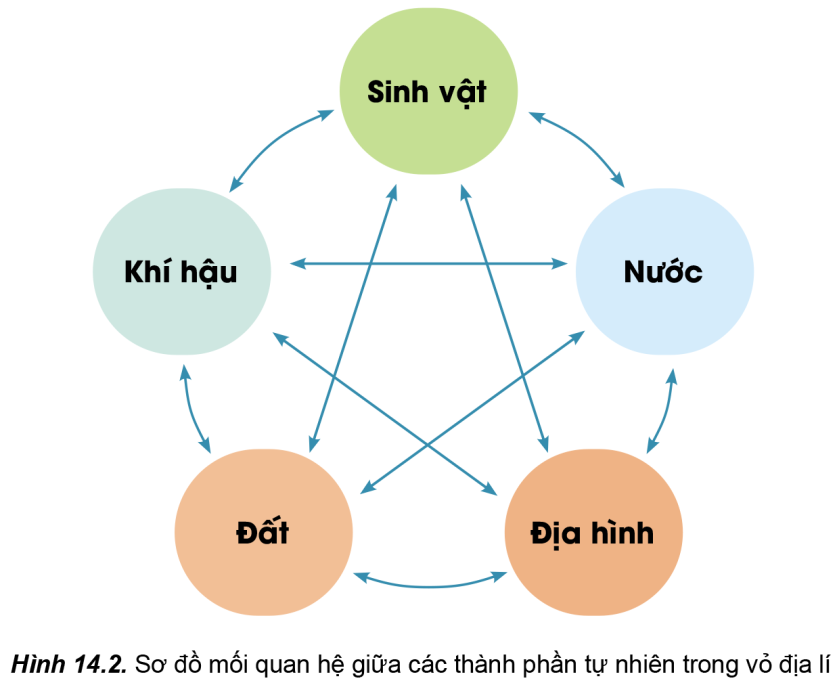 Sinh vật
Khí hậu
Nước
Đất
Địa hình
Hình 14.2. Sơ đồ mối quan hệ giữa các thành phần tự nhiên trong vỏ địa lí